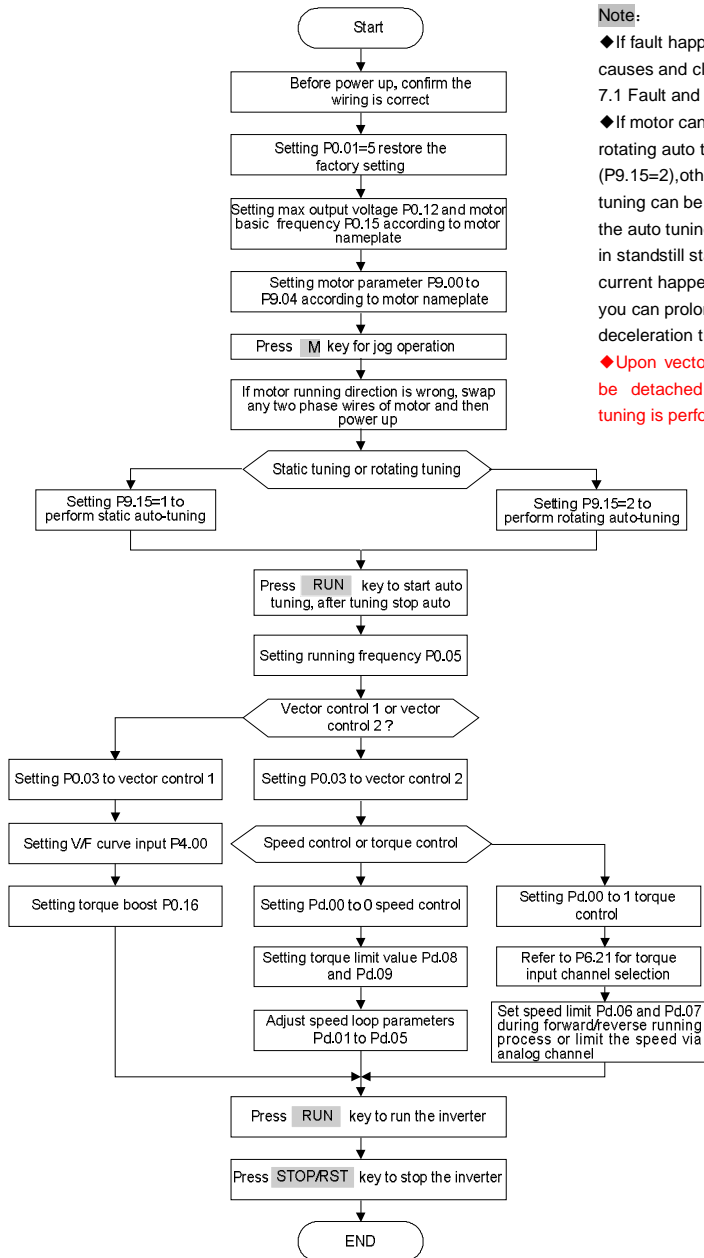 Start
Before power up, confirm the
wiring is correct
Setting P0.01=5 restore the
factory setting
Setting max output voltage P0.12 and motor
basic frequency P0.15 according to motor
nameplate
Setting motor parameter P9.00 to
P9.04 according to motor nameplate
Press M key for jog operation
If motor running direction is wrong, swap
any two phase wires of motor and then
power up
Static tuning or rotating tuning
Setting P9.15=1 to
perform static auto-tuning
Setting P9.15=2 to
perform rotating auto-tuning
Press RUN key to start auto
tuning, after tuning stop auto
Setting running frequency P0.05
Vector control 1 or vector
control 2 ?
Setting P0.03 to vector control 1
Setting P0.03 to vector control 2
Setting V/F curve input P4.00
Speed control or torque control
Setting torque boost P0.16
Setting Pd.00 to 0 speed control
Setting Pd.00 to 1 torque
control
Setting torque limit value Pd.08
and Pd.09
Refer to P6.21 for torque
input channel selection
Adjust speed loop parameters
Pd.01 to Pd.05
Set speed limit Pd.06 and Pd.07
during forward/reverse running
process or limit the speed via
analog channel
Press RUN key to run the inverter
Press STOP/RST key to stop the inverter
END
Note:
◆If fault happ
causes and cl
7.1 Fault and
◆If motor can
rotating auto t
(P9.15=2),oth
tuning can be
the auto tunin
in standstill st
current happe
you can prolo
deceleration t
◆Upon vecto
be detached
tuning is perfo